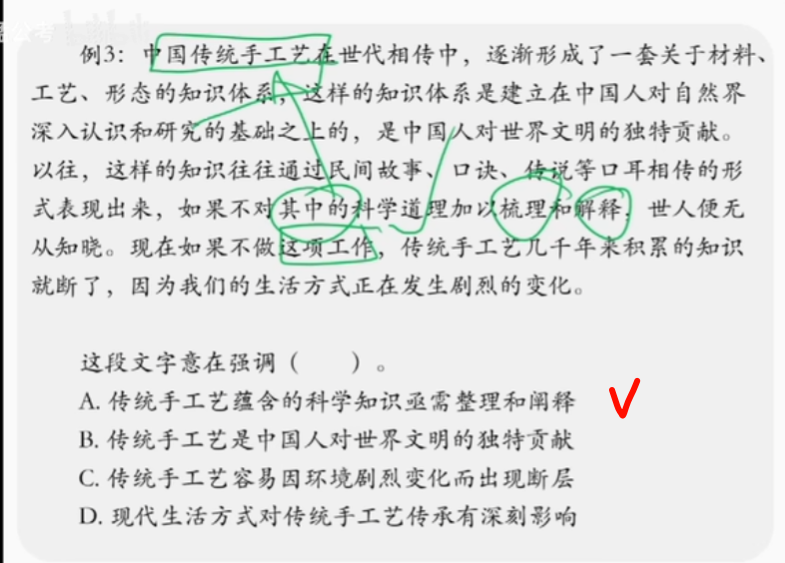 例3：中国传统手工艺在世代相传中，逐渐形成了一套关于材料、
工艺、形态的知识体系，这样的知识体系是建立在中国人对自然界
深入认识和研究的基础之上的，是中国人对世界文明的独特贡献。
以往，这样的知识往往通过民间故事、口诀、传说等口耳相传的形
式表现出来，如果不对其中的科学道理加以梳理和解释，世人便无
从知晓。现在如果不做这项工作，传统手工艺几千年来积累的知识
就断了，因为我们的生活方式正在发生剧烈的变化。
这段文字意在强调（　　）。
A. 传统手工艺蕴含的科学知识亟需整理和阐释
B. 传统手工艺是中国人对世界文明的独特贡献
C. 传统手工艺容易因环境剧烈变化而出现断层
D. 现代生活方式对传统手工艺传承有深刻影响